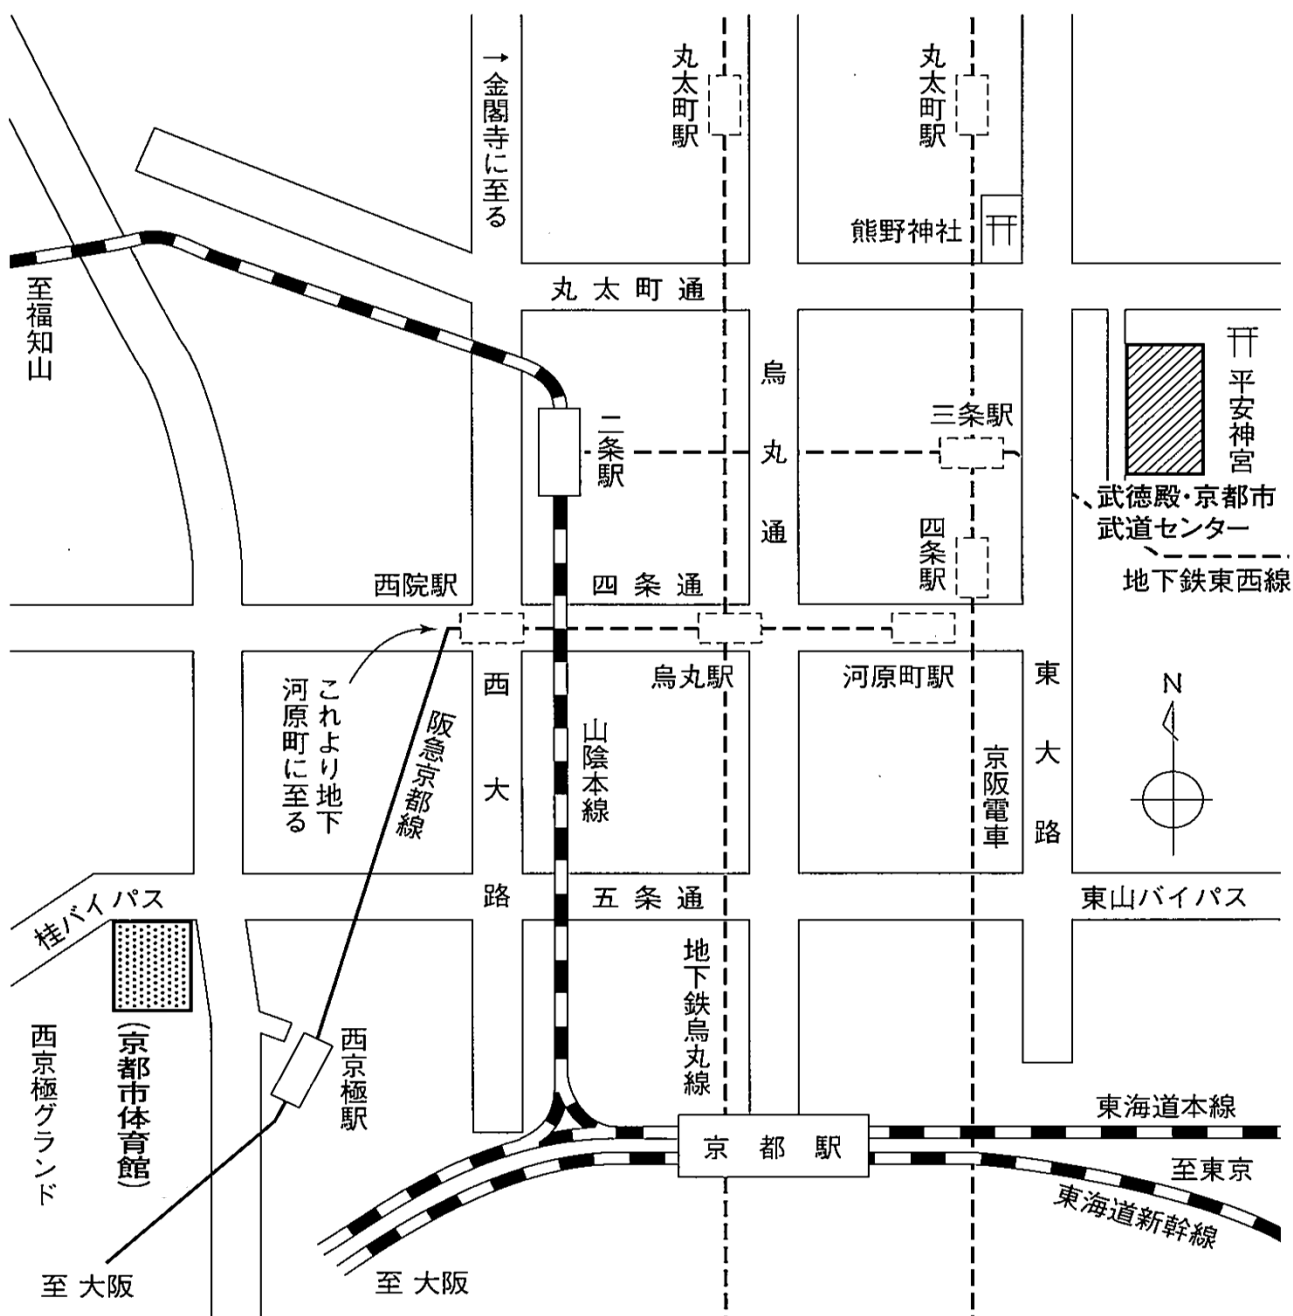 →金閣寺に至る
丸太町駅
丸太町駅
熊野神社
至福知山
丸太町通
烏丸通
三条駅
二条駅
平安神宮
武徳殿・京都市
武道センター
四条駅
地下鉄東西線
西院駅
四条通
烏丸駅
河原町駅
東大路
西大路
これより地下
河原町に至る
阪急京都線
山陰本線
京阪電車
N
桂バイパス
五条通
東山バイパス
西京極グランド
(京都市体育館)
西京極駅
地下鉄烏丸線
東海道本線
京都駅
至東京
東海道新幹線
至 大阪
至 大阪